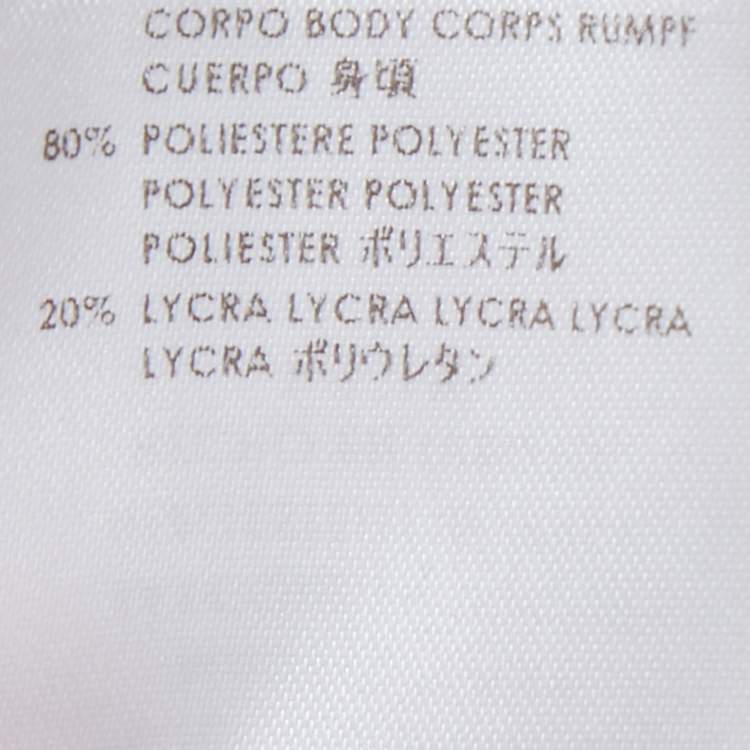 CORPO BODY CORPS RUMPF
CUERPO 身頃
80% POLIESTERE POLYESTER
POLYESTER POLYESTER
POLIESTER ポリエステル
20% LYCRA LYCRA LYCRA LYCRA
LYCRA ポリウレタン